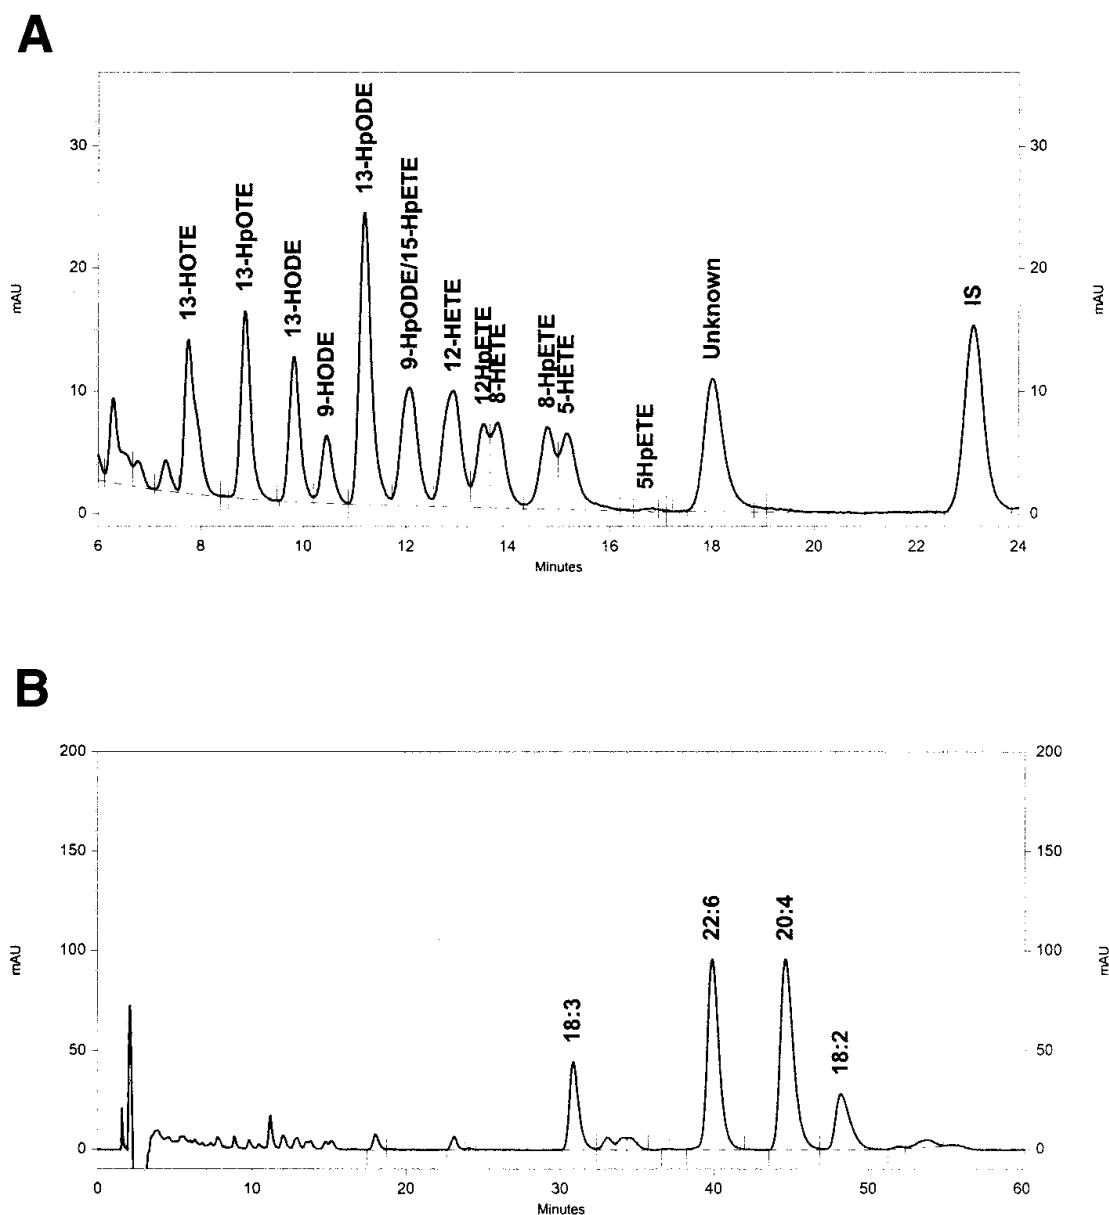 A
13-HOTE
13-HpOTE
13-HODE
9-HODE
13-HpODE
9-HpODE/15-HpETE
12-HETE
12HpETE
8-HETE
8-HpETE
5-HETE
5HpETE
Unknown
IS
30
20
10
0
mAU
30
20
10
0
mAU
6 8 10 12 14 16 18 20 22 24
Minutes
B
200
150
100
50
0
mAU
18:3
22:6
20:4
18:2
200
150
100
50
0
mAU
0 10 20 30 40 50 60
Minutes